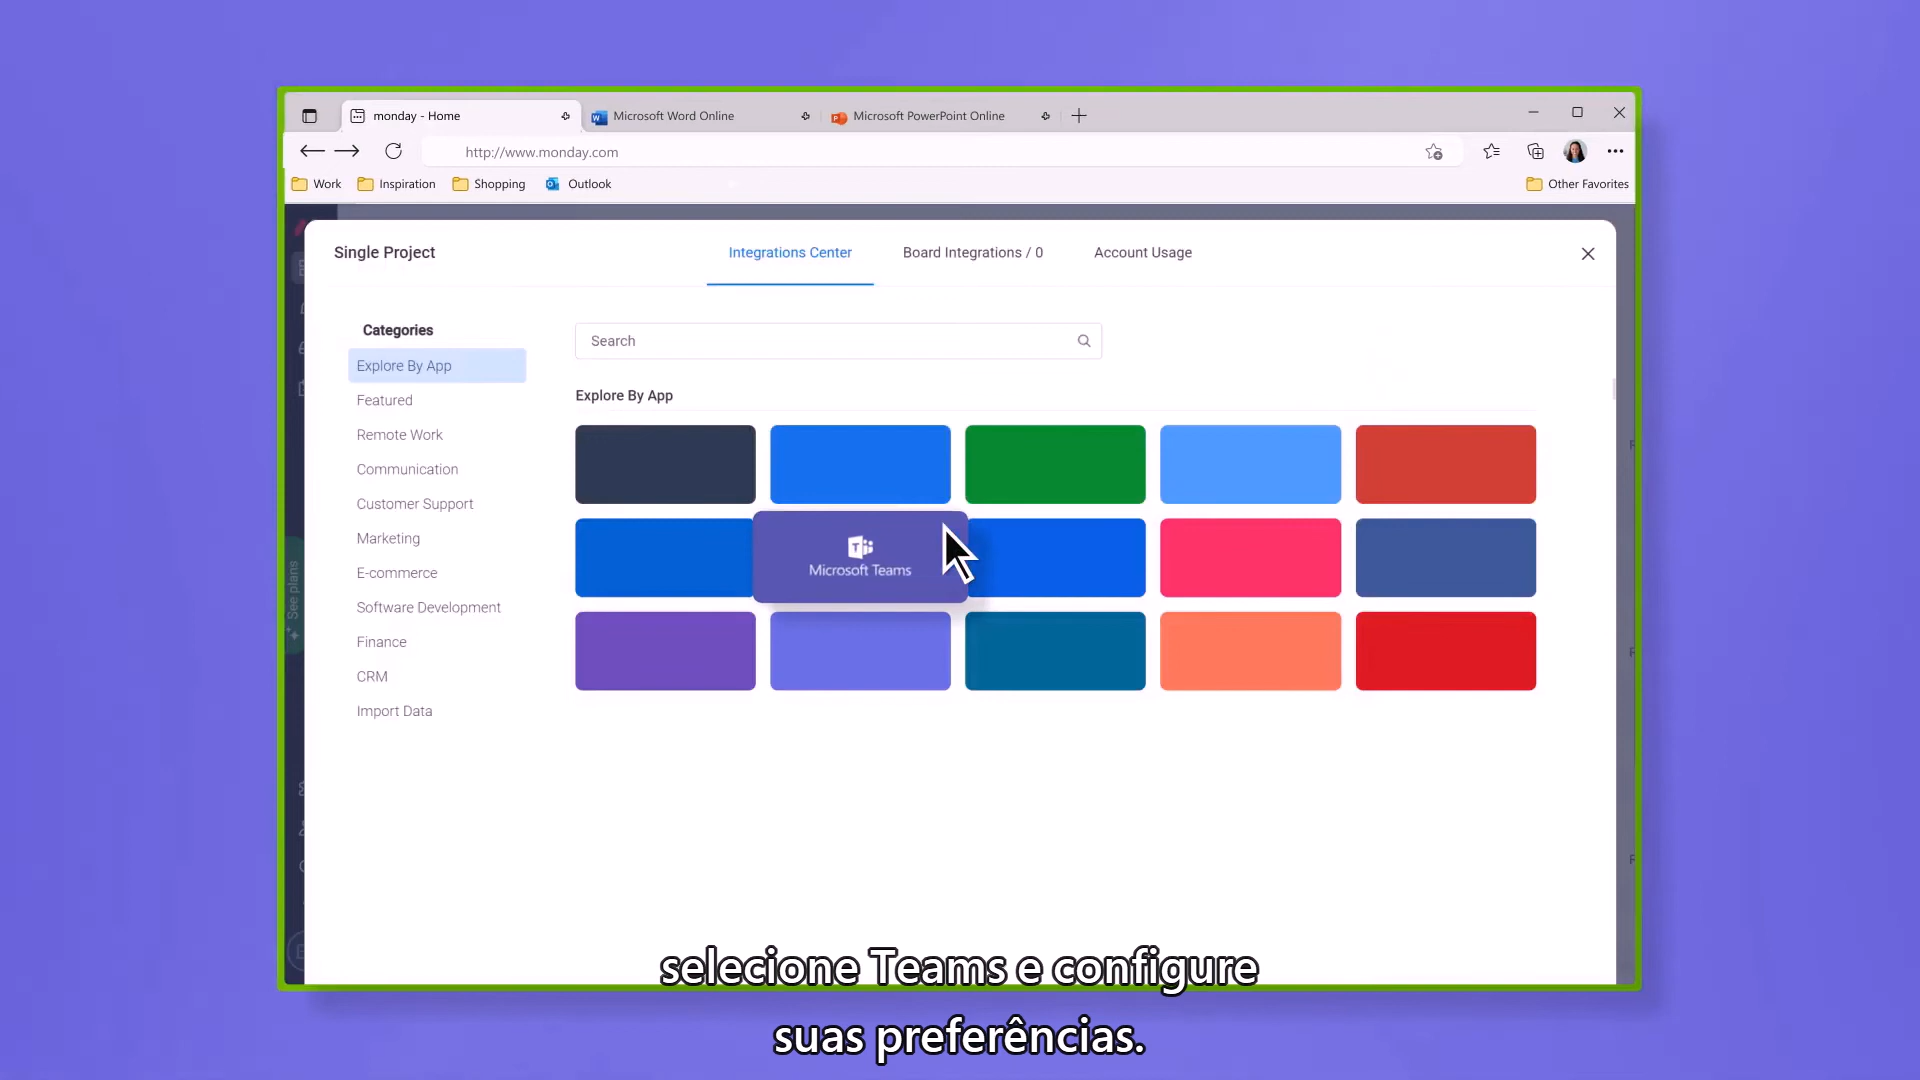 monday - Home
Microsoft Word Online
Microsoft PowerPoint Online
http://www.monday.com
Work
Inspiration
Shopping
Outlook
Other Favorites
Single Project
Integrations Center
Board Integrations / 0
Account Usage
Categories
Explore By App
Featured
Remote Work
Communication
Customer Support
Marketing
E-commerce
Software Development
Finance
CRM
Import Data
Search
Explore By App
Microsoft Teams
See plans
selecione Teams e configure
suas preferências.